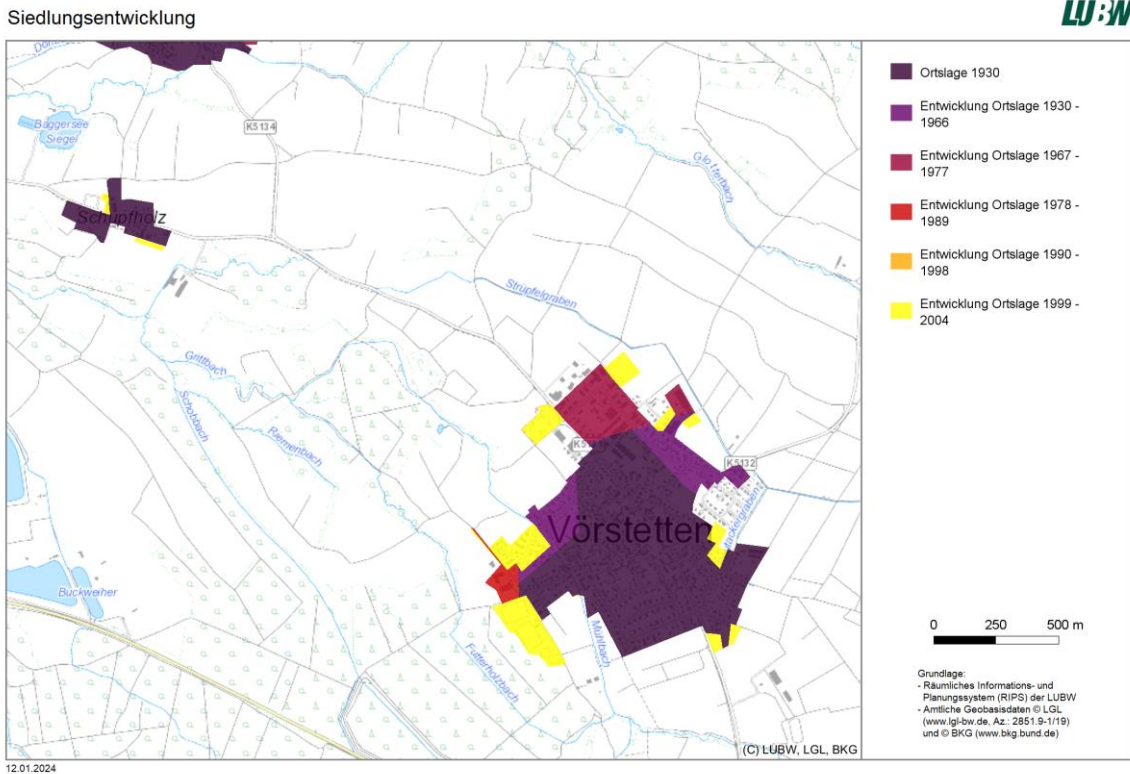 Siedlungsentwicklung
LUBW
K5134
Baggersee
Siegel
Glotterbach
Schupfholz
Strupfelgraben
Grittbach
Schobbach
Riemenbach
K5132
Vörstetten
Mackelgraben
Buckweiher
Mühlbach
Futterholzbach
(C) LUBW, LGL, BKG
Ortslage 1930
Entwicklung Ortslage 1930 -
1966
Entwicklung Ortslage 1967 -
1977
Entwicklung Ortslage 1978 -
1989
Entwicklung Ortslage 1990 -
1998
Entwicklung Ortslage 1999 -
2004
0 250 500 m
Grundlage:
- Räumliches Informations- und
Planungssystem (RIPS) der LUBW
- Amtliche Geobasisdaten © LGL
(www.lgl-bw.de, Az.: 2851.9-1/19)
und © BKG (www.bkg.bund.de)
12.01.2024